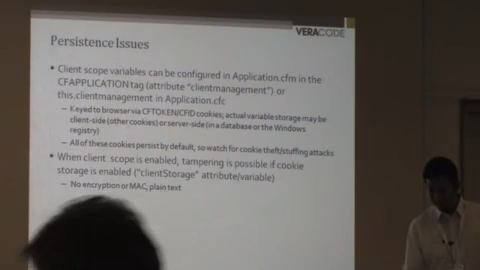 VERACODE
Persistence Issues
• Client scope variables can be configured in Application.cfm in the
CFAPPLICATION tag (attribute "clientmanagement") or
this.clientmanagement in Application.cfc
– Keyed to browser via CFTOKEN/CFID cookies; actual variable storage may be
client-side (other cookies) or server-side (in a database or the Windows
registry)
– All of these cookies persist by default, so watch for cookie theft/stuffing attacks
• When client scope is enabled, tampering is possible if cookie
storage is enabled ("clientStorage" attribute/variable)
– No encryption or MAC, plain text